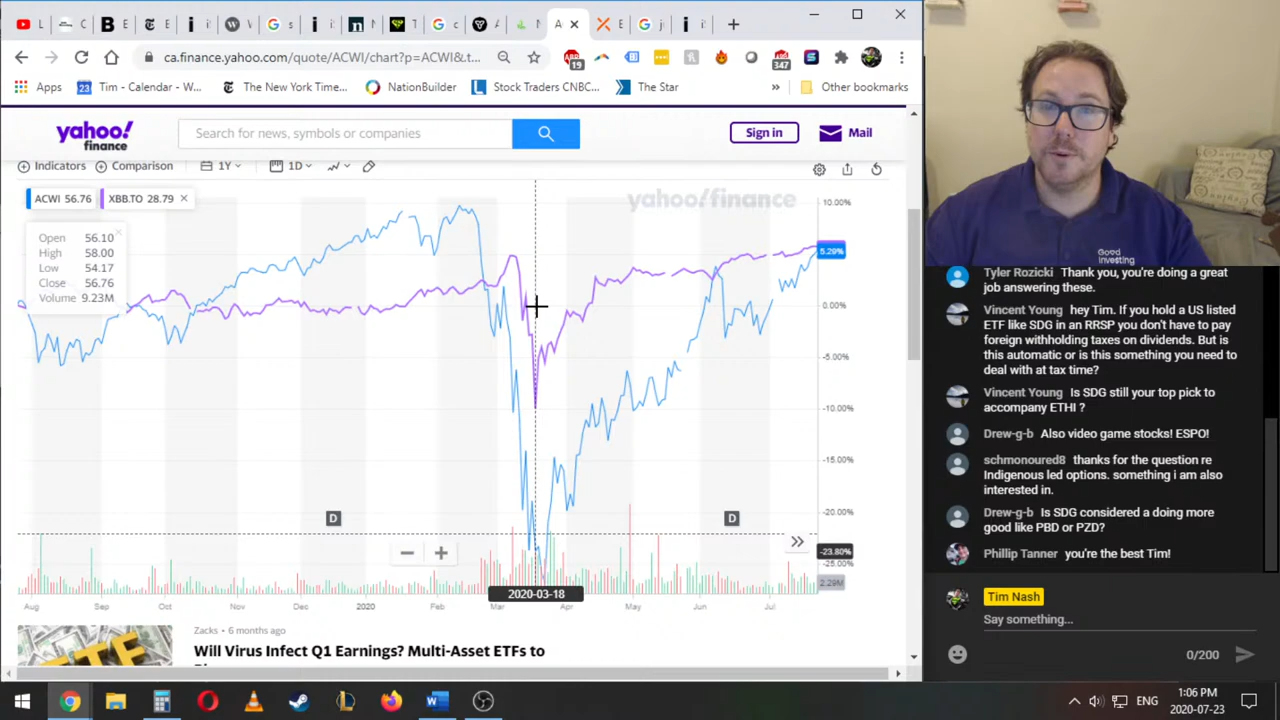 L
C
B
E
E
i
W
s
i
N
T
c
A
N
A
E
j
i
ca.finance.yahoo.com/quote/ACWI/chart?p=ACWI&t...
19
347
Apps
23
Tim - Calendar - W...
The New York Time...
NationBuilder
Stock Traders CNBC...
The Star
»
Other bookmarks
yahoo!
finance
Search for news, symbols or companies
Sign in
Mail
Indicators
Comparison
1Y
1D
ACWI 56.76
XBB.TO 28.79
yahoo!finance
Open 56.10
High 58.00
Low 54.17
Close 56.76
Volume 9.23M
10.00%
5.29%
0.00%
-5.00%
-10.00%
-15.00%
-20.00%
-23.80%
-25.00%
2.29M
D
D
2020-03-18
Aug
Sep
Oct
Nov
Dec
2020
Feb
Mar
Apr
May
Jun
Jul
Zacks • 6 months ago
Will Virus Infect Q1 Earnings? Multi-Asset ETFs to
ETF
Good
Investing
Tyler Rozicki Thank you, you're doing a great
job answering these.
Vincent Young hey Tim. If you hold a US listed
ETF like SDG in an RRSP you don't have to pay
foreign withholding taxes on dividends. But is
this automatic or is this something you need to
deal with at tax time?
Vincent Young Is SDG still your top pick to
accompany ETHI ?
Drew-g-b Also video game stocks! ESPO!
schmonoured8 thanks for the question re
Indigenous led options. something i am also
interested in.
Drew-g-b Is SDG considered a doing more
good like PBD or PZD?
Phillip Tanner you're the best Tim!
Tim Nash
Say something...
0/200
ENG
1:06 PM
2020-07-23